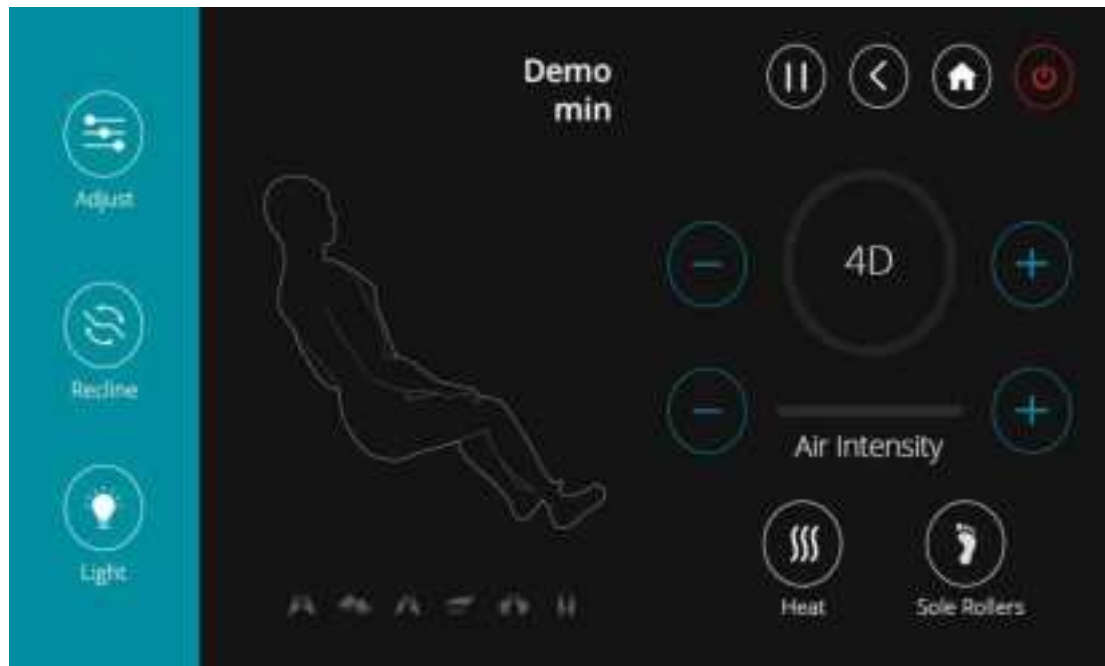 Demo
min
Adjust
4D
Recline
Air Intensity
Light
Heat
Sole Rollers